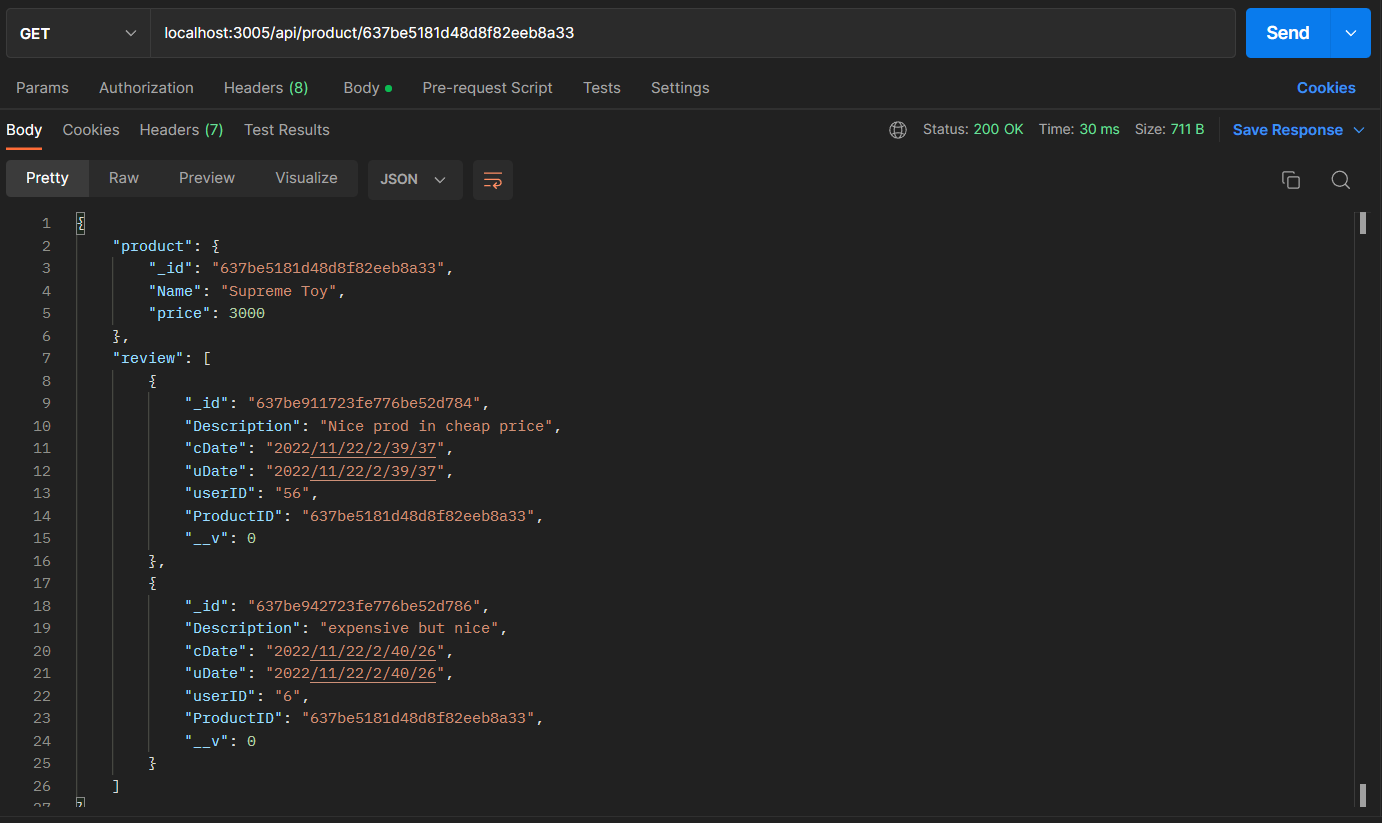 GET localhost:3005/api/product/637be5181d48d8f82eeb8a33 Send
Params Authorization Headers (8) Body Pre-request Script Tests Settings Cookies
Body Cookies Headers (7) Test Results Status: 200 OK Time: 30 ms Size: 711 B Save Response
Pretty Raw Preview Visualize JSON
1 {
2 "product": {
3 "_id": "637be5181d48d8f82eeb8a33",
4 "Name": "Supreme Toy",
5 "price": 3000
6 },
7 "review": [
8 {
9 "_id": "637be911723fe776be52d784",
10 "Description": "Nice prod in cheap price",
11 "cDate": "2022/11/22/2/39/37",
12 "uDate": "2022/11/22/2/39/37",
13 "userID": "56",
14 "ProductID": "637be5181d48d8f82eeb8a33",
15 "__v": 0
16 },
17 {
18 "_id": "637be942723fe776be52d786",
19 "Description": "expensive but nice",
20 "cDate": "2022/11/22/2/40/26",
21 "uDate": "2022/11/22/2/40/26",
22 "userID": "6",
23 "ProductID": "637be5181d48d8f82eeb8a33",
24 "__v": 0
25 }
26 ]
27 }